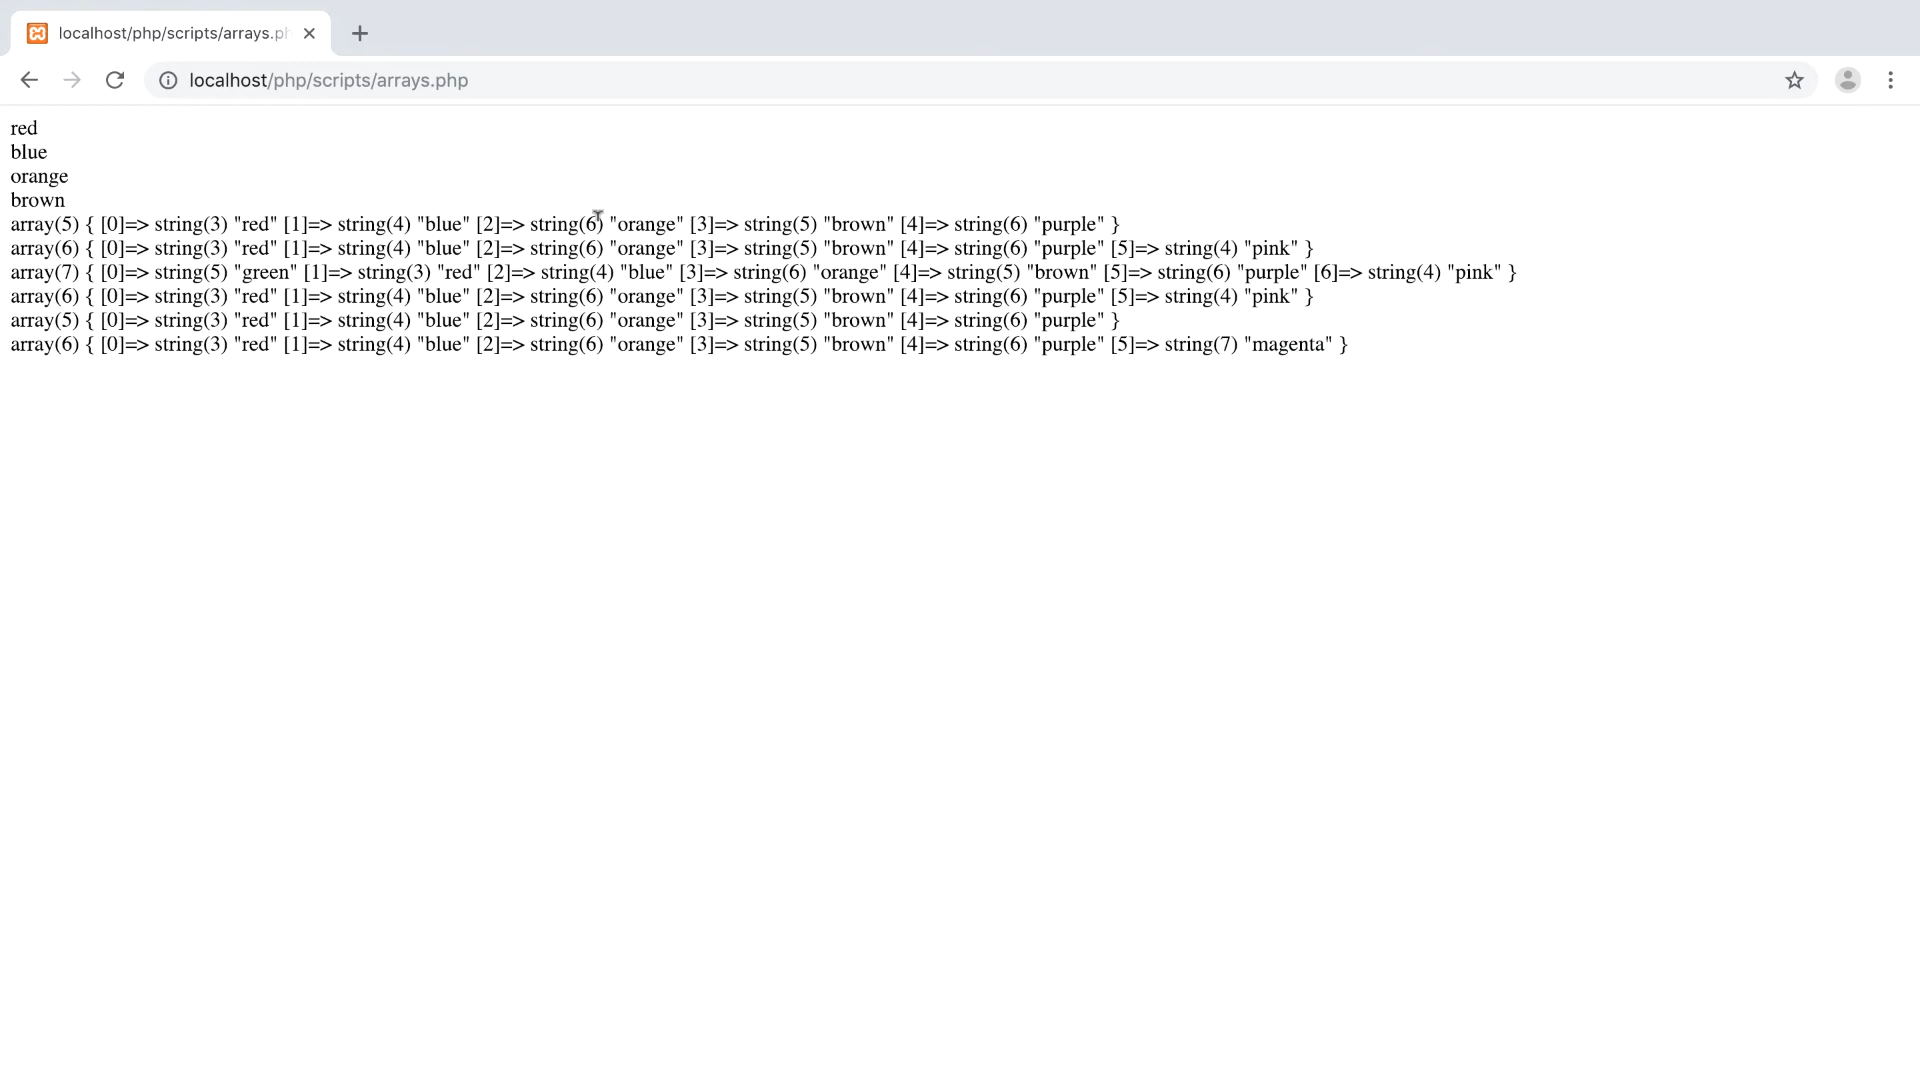 localhost/php/scripts/arrays.ph
localhost/php/scripts/arrays.php
red
blue
orange
brown
array(5) { [0]=> string(3) "red" [1]=> string(4) "blue" [2]=> string(6) "orange" [3]=> string(5) "brown" [4]=> string(6) "purple" }
array(6) { [0]=> string(3) "red" [1]=> string(4) "blue" [2]=> string(6) "orange" [3]=> string(5) "brown" [4]=> string(6) "purple" [5]=> string(4) "pink" }
array(7) { [0]=> string(5) "green" [1]=> string(3) "red" [2]=> string(4) "blue" [3]=> string(6) "orange" [4]=> string(5) "brown" [5]=> string(6) "purple" [6]=> string(4) "pink" }
array(6) { [0]=> string(3) "red" [1]=> string(4) "blue" [2]=> string(6) "orange" [3]=> string(5) "brown" [4]=> string(6) "purple" [5]=> string(4) "pink" }
array(5) { [0]=> string(3) "red" [1]=> string(4) "blue" [2]=> string(6) "orange" [3]=> string(5) "brown" [4]=> string(6) "purple" }
array(6) { [0]=> string(3) "red" [1]=> string(4) "blue" [2]=> string(6) "orange" [3]=> string(5) "brown" [4]=> string(6) "purple" [5]=> string(7) "magenta" }